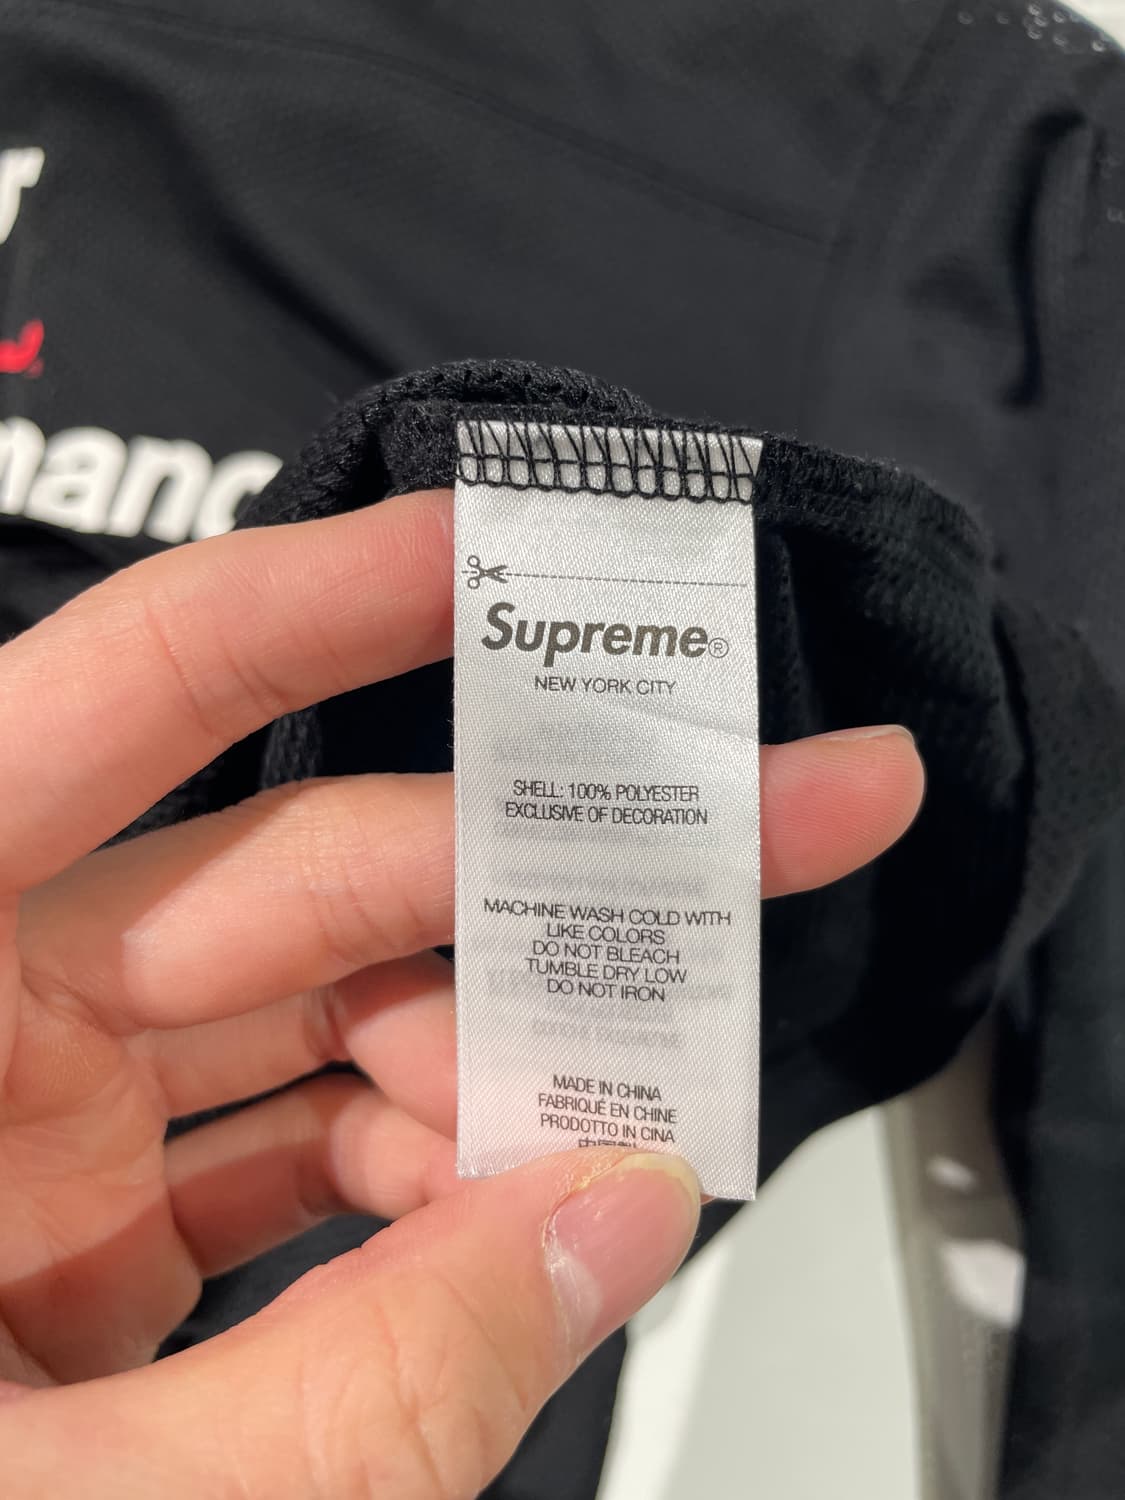 Supreme®
NEW YORK CITY
SHELL: 100% POLYESTER
EXCLUSIVE OF DECORATION
MACHINE WASH COLD WITH
LIKE COLORS
DO NOT BLEACH
TUMBLE DRY LOW
DO NOT IRON
MADE IN CHINA
FABRIQUÉ EN CHINE
PRODOTTO IN CINA